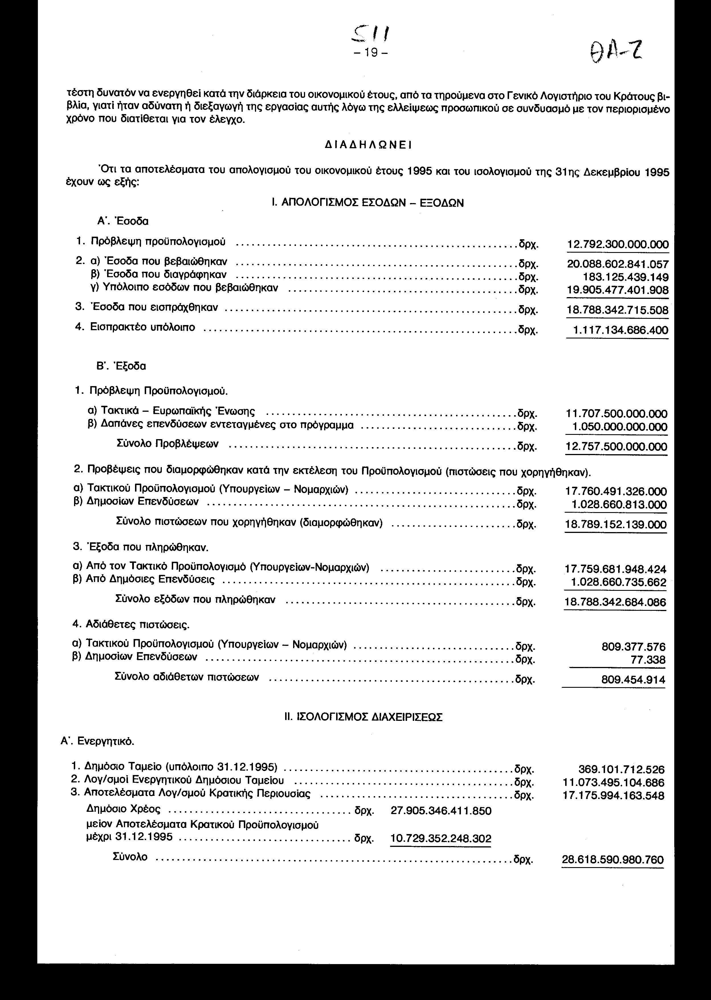 511
- 19 -
ΘΑ-Ζ
τέστη δυνατόν να ενεργηθεί κατά την διάρκεια του οικονομικού έτους, από τα τηρούμενα στο Γενικό Λογιστήριο του Κράτους βι-
βλία, γιατί ήταν αδύνατη ή διεξαγωγή της εργασίας αυτής λόγω της ελλείψεως προσωπικού σε συνδυασμό με τον περιορισμένο
χρόνο που διατίθεται για τον έλεγχο.
ΔΙΑΔΗΛΩΝΕΙ
Ότι τα αποτελέσματα του απολογισμού του οικονομικού έτους 1995 και του ισολογισμού της 31ης Δεκεμβρίου 1995
έχουν ως εξής:
Ι. ΑΠΟΛΟΓΙΣΜΟΣ ΕΣΟΔΩΝ – ΕΞΟΔΩΝ
Α΄. Έσοδα
1. Πρόβλεψη προϋπολογισμού ........ δρχ. 12.792.300.000.000
2. α) Έσοδα που βεβαιώθηκαν ........ δρχ. 20.088.602.841.057
β) Έσοδα που διαγράφηκαν ........ δρχ. 183.125.439.149
γ) Υπόλοιπο εσόδων που βεβαιώθηκαν ........ δρχ. 19.905.477.401.908
3. Έσοδα που εισπράχθηκαν ........ δρχ. 18.788.342.715.508
4. Εισπρακτέο υπόλοιπο ........ δρχ. 1.117.134.686.400
Β΄. Έξοδα
1. Πρόβλεψη Προϋπολογισμού.
α) Τακτικά – Ευρωπαϊκής Ένωσης ........ δρχ. 11.707.500.000.000
β) Δαπάνες επενδύσεων εντεταγμένες στο πρόγραμμα ........ δρχ. 1.050.000.000.000
Σύνολο Προβλέψεων ........ δρχ. 12.757.500.000.000
2. Προβέψεις που διαμορφώθηκαν κατά την εκτέλεση του Προϋπολογισμού (πιστώσεις που χορηγήθηκαν).
α) Τακτικού Προϋπολογισμού (Υπουργείων – Νομαρχιών) ........ δρχ. 17.760.491.326.000
β) Δημοσίων Επενδύσεων ........ δρχ. 1.028.660.813.000
Σύνολο πιστώσεων που χορηγήθηκαν (διαμορφώθηκαν) ........ δρχ. 18.789.152.139.000
3. Έξοδα που πληρώθηκαν.
α) Από τον Τακτικό Προϋπολογισμό (Υπουργείων-Νομαρχιών) ........ δρχ. 17.759.681.948.424
β) Από Δημόσιες Επενδύσεις ........ δρχ. 1.028.660.735.662
Σύνολο εξόδων που πληρώθηκαν ........ δρχ. 18.788.342.684.086
4. Αδιάθετες πιστώσεις.
α) Τακτικού Προϋπολογισμού (Υπουργείων – Νομαρχιών) ........ δρχ. 809.377.576
β) Δημοσίων Επενδύσεων ........ δρχ. 77.338
Σύνολο αδιάθετων πιστώσεων ........ δρχ. 809.454.914
ΙΙ. ΙΣΟΛΟΓΙΣΜΟΣ ΔΙΑΧΕΙΡΙΣΕΩΣ
Α΄. Ενεργητικό.
1. Δημόσιο Ταμείο (υπόλοιπο 31.12.1995) ........ δρχ. 369.101.712.526
2. Λογ/σμοί Ενεργητικού Δημόσιου Ταμείου ........ δρχ. 11.073.495.104.686
3. Αποτελέσματα Λογ/σμού Κρατικής Περιουσίας ........ δρχ. 17.175.994.163.548
Δημόσιο Χρέος ........ δρχ. 27.905.346.411.850
μείον Αποτελέσματα Κρατικού Προϋπολογισμού
μέχρι 31.12.1995 ........ δρχ. 10.729.352.248.302
Σύνολο ........ δρχ. 28.618.590.980.760